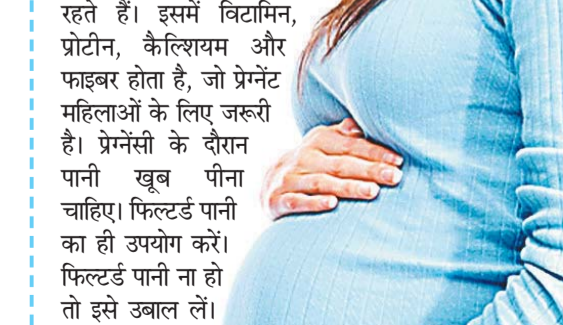 रहते हैं। इसमें विटामिन,
प्रोटीन, कैल्शियम और
फाइबर होता है, जो प्रेग्नेंट
महिलाओं के लिए जरूरी
है। प्रेग्नेंसी के दौरान
पानी खूब पीना
चाहिए। फिल्टर्ड पानी
का ही उपयोग करें।
फिल्टर्ड पानी ना हो
तो इसे उबाल लें।